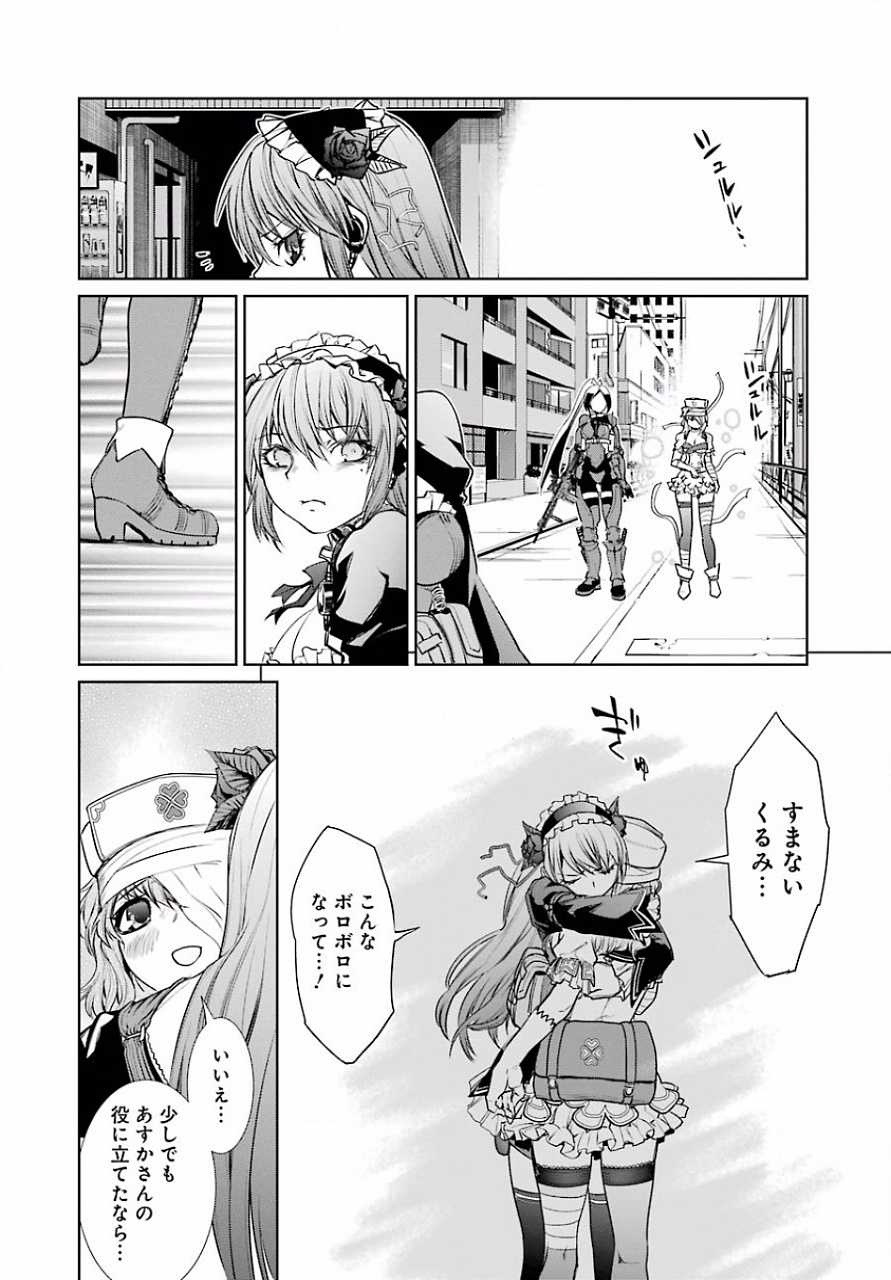 シュルルル…
シュルルル
ぎゅ
すまない
くるみ…
こんな
ボロボロに
なって…！
いいえ…
少しでも
あすかさんの
役に立てたなら…